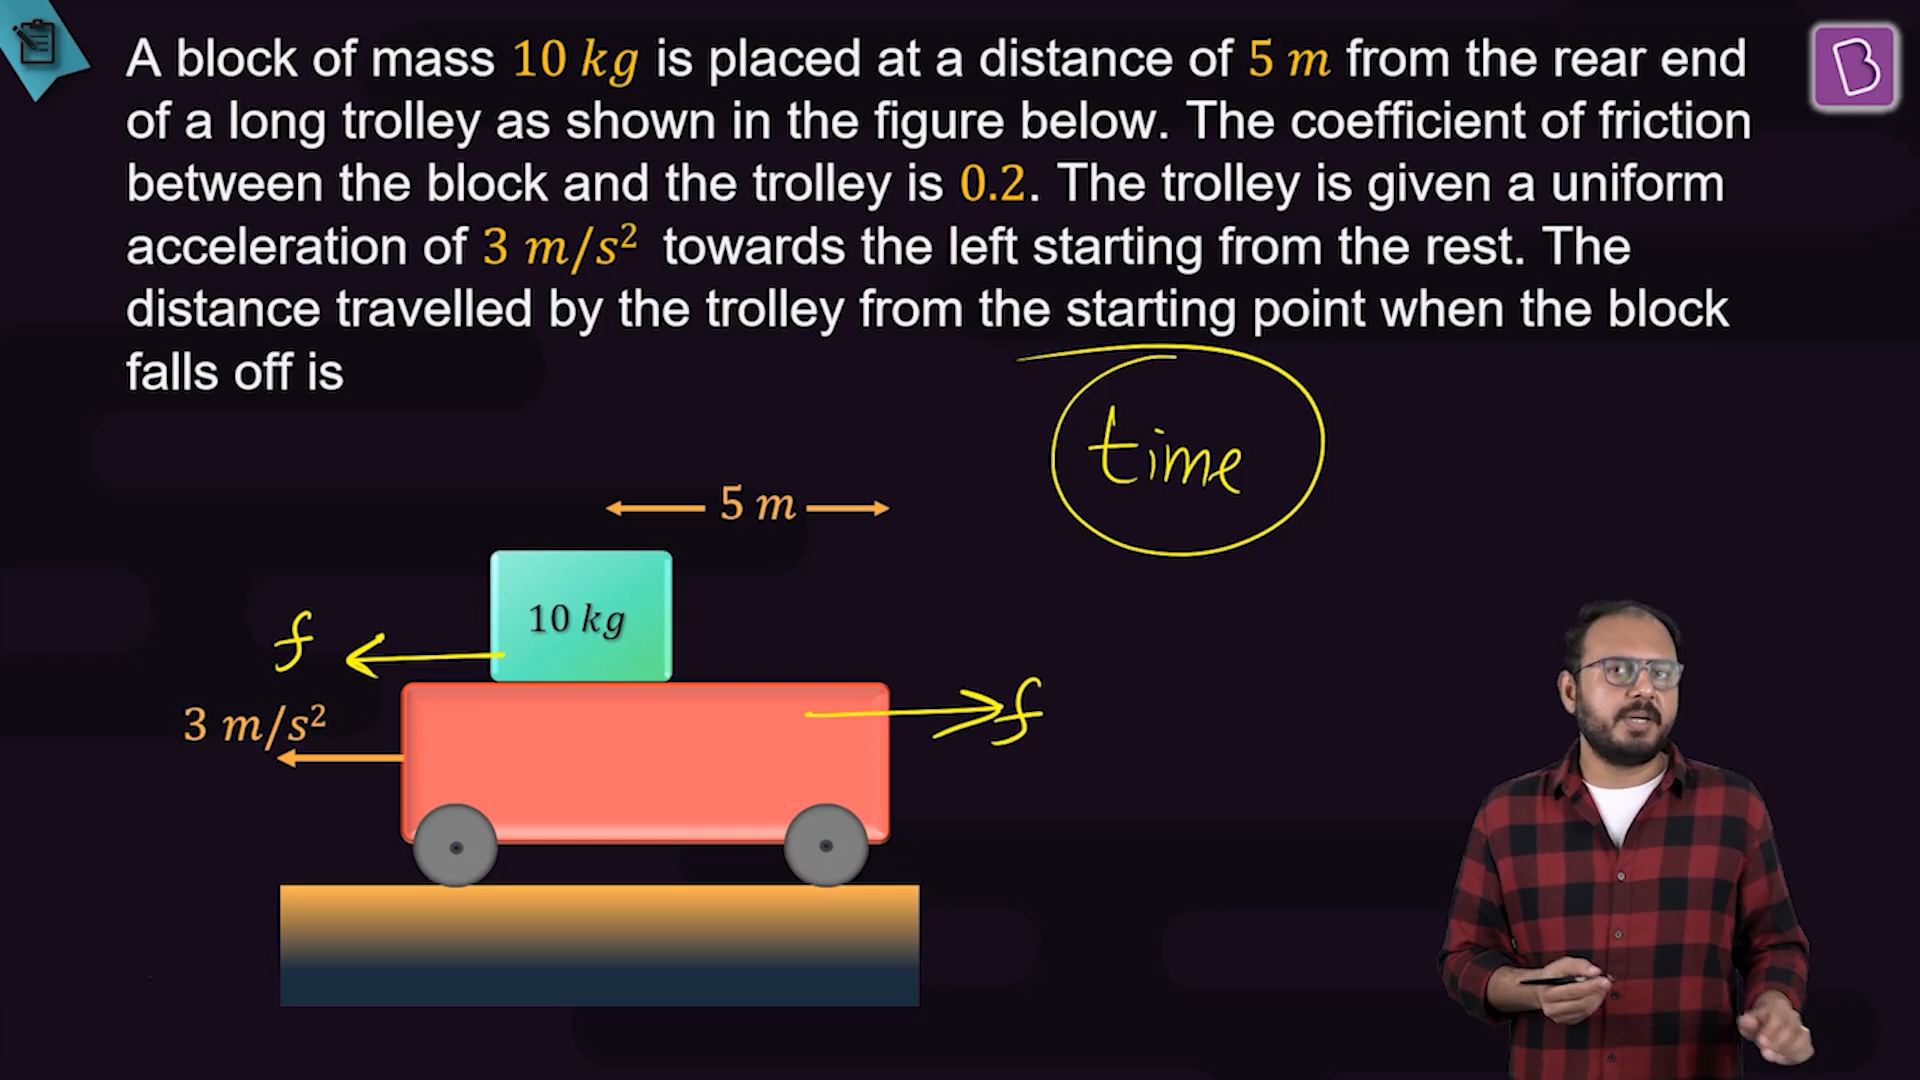 A block of mass 10 kg is placed at a distance of 5 m from the rear end
of a long trolley as shown in the figure below. The coefficient of friction
between the block and the trolley is 0.2. The trolley is given a uniform
acceleration of 3 m/s² towards the left starting from the rest. The
distance travelled by the trolley from the starting point when the block
falls off is
time
5 m
10 kg
f
f
3 m/s²